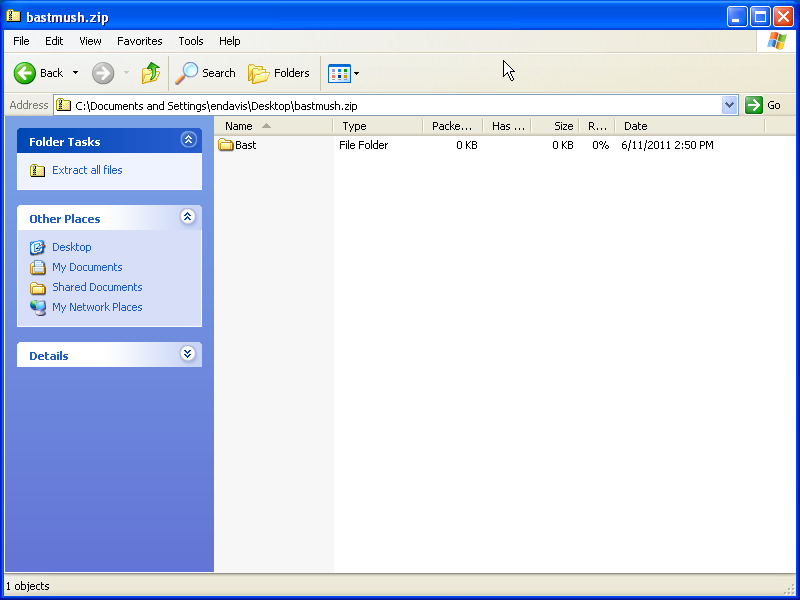 bastmush.zip
File Edit View Favorites Tools Help
Back Search Folders
Address C:\Documents and Settings\endavis\Desktop\bastmush.zip Go
Folder Tasks
Extract all files
Other Places
Desktop
My Documents
Shared Documents
My Network Places
Details
Name Type Packe... Has ... Size R... Date
Bast File Folder 0 KB 0 KB 0% 6/11/2011 2:50 PM
1 objects